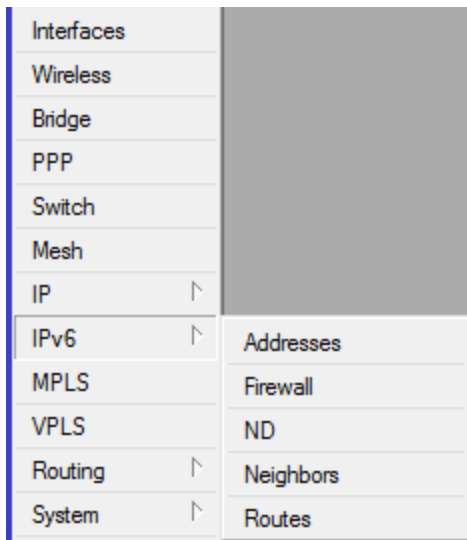 Interfaces
Wireless
Bridge
PPP
Switch
Mesh
IP
IPv6
MPLS
VPLS
Routing
System
Addresses
Firewall
ND
Neighbors
Routes